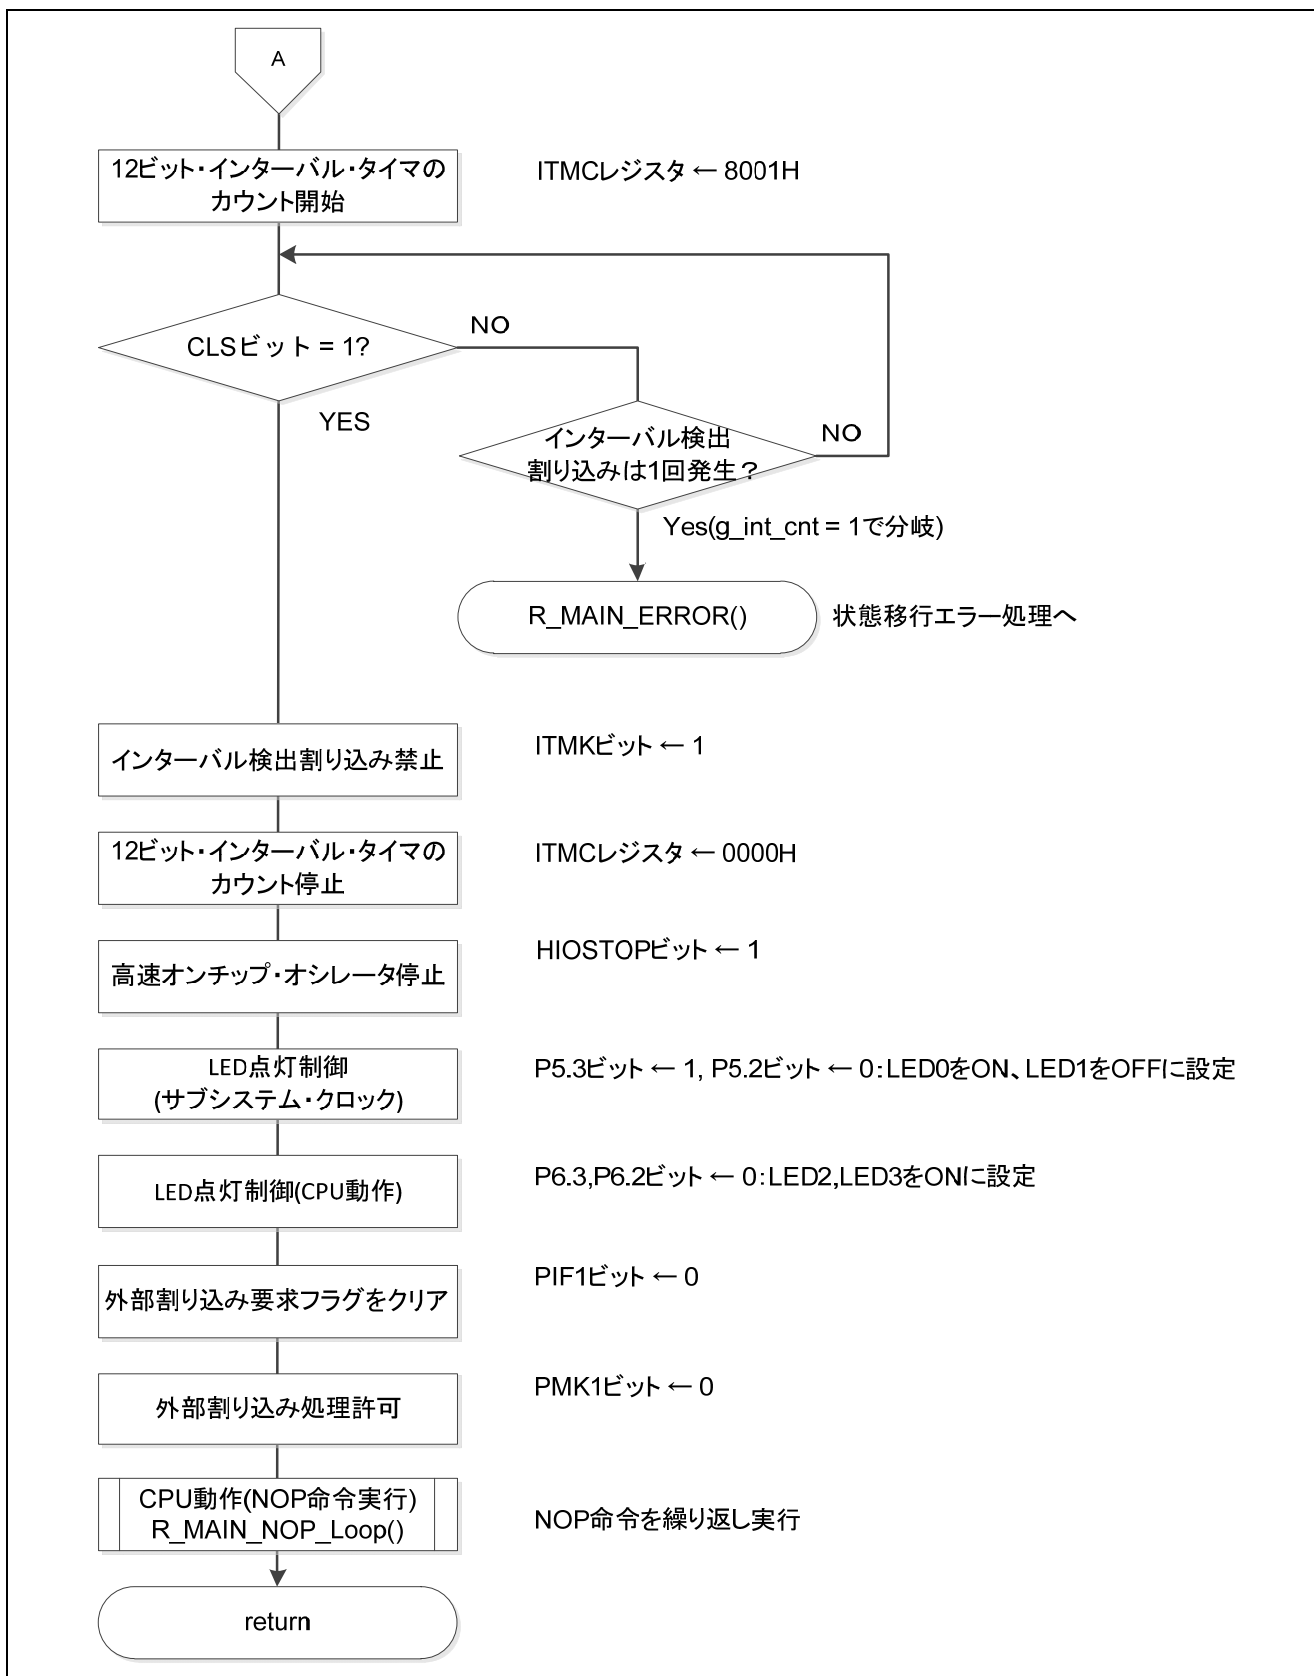 A
12ビット・インターバル・タイマの
カウント開始
ITMCレジスタ ← 8001H
CLSビット = 1?
NO
YES
インターバル検出
割り込みは1回発生？
NO
Yes(g_int_cnt = 1で分岐)
R_MAIN_ERROR()
状態移行エラー処理へ
インターバル検出割り込み禁止
ITMKビット ← 1
12ビット・インターバル・タイマの
カウント停止
ITMCレジスタ ← 0000H
高速オンチップ・オシレータ停止
HIOSTOPビット ← 1
LED点灯制御
(サブシステム・クロック)
P5.3ビット ← 1, P5.2ビット ← 0：LED0をON、LED1をOFFに設定
LED点灯制御(CPU動作)
P6.3,P6.2ビット ← 0：LED2,LED3をONに設定
外部割り込み要求フラグをクリア
PIF1ビット ← 0
外部割り込み処理許可
PMK1ビット ← 0
CPU動作(NOP命令実行)
R_MAIN_NOP_Loop()
NOP命令を繰り返し実行
return